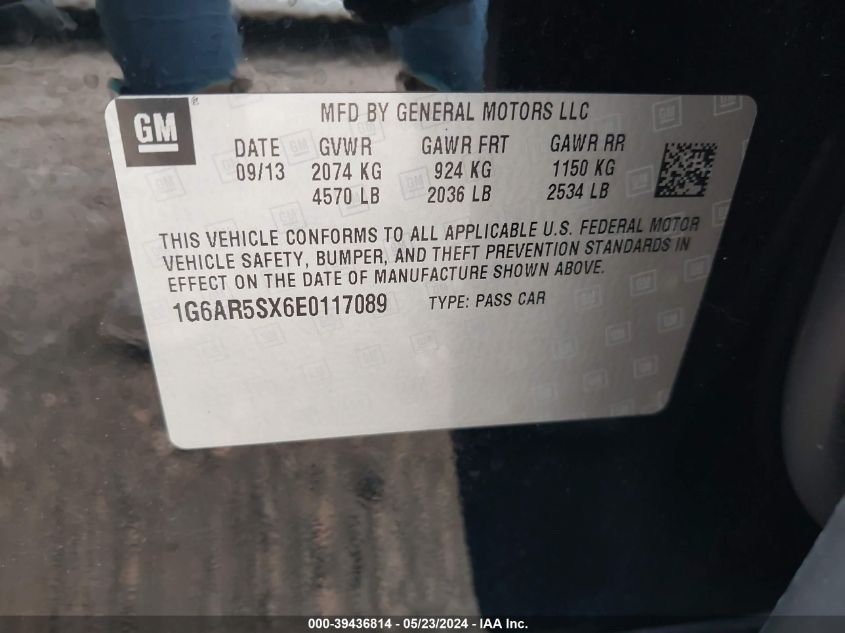 GM
MFD BY GENERAL MOTORS LLC
DATE GVWR GAWR FRT GAWR RR
09/13 2074 KG 924 KG 1150 KG
4570 LB 2036 LB 2534 LB
THIS VEHICLE CONFORMS TO ALL APPLICABLE U.S. FEDERAL MOTOR
VEHICLE SAFETY, BUMPER, AND THEFT PREVENTION STANDARDS IN
EFFECT ON THE DATE OF MANUFACTURE SHOWN ABOVE.
1G6AR5SX6E0117089 TYPE: PASS CAR
000-39436814 - 05/23/2024 - IAA Inc.